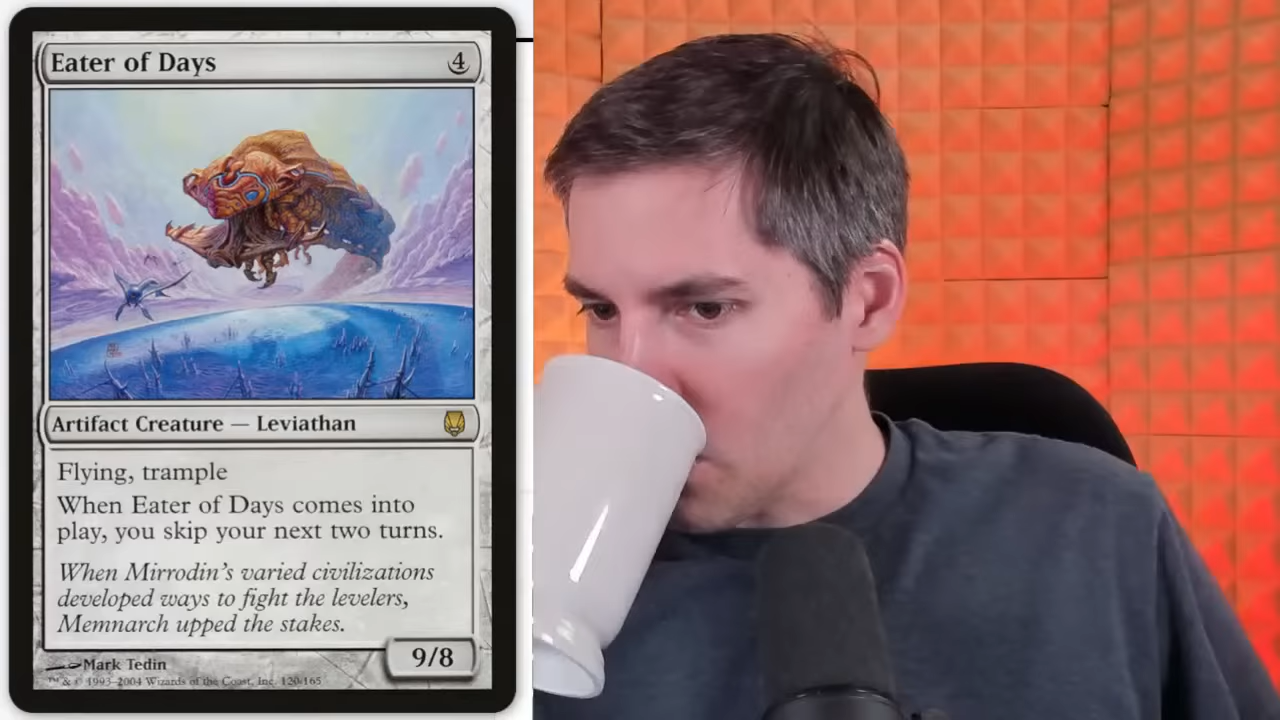 Eater of Days 4
Artifact Creature — Leviathan
Flying, trample
When Eater of Days comes into
play, you skip your next two turns.
When Mirrodin's varied civilizations
developed ways to fight the levelers,
Memnarch upped the stakes.
9/8
Mark Tedin
™ & © 1993–2004 Wizards of the Coast, Inc. 120/165